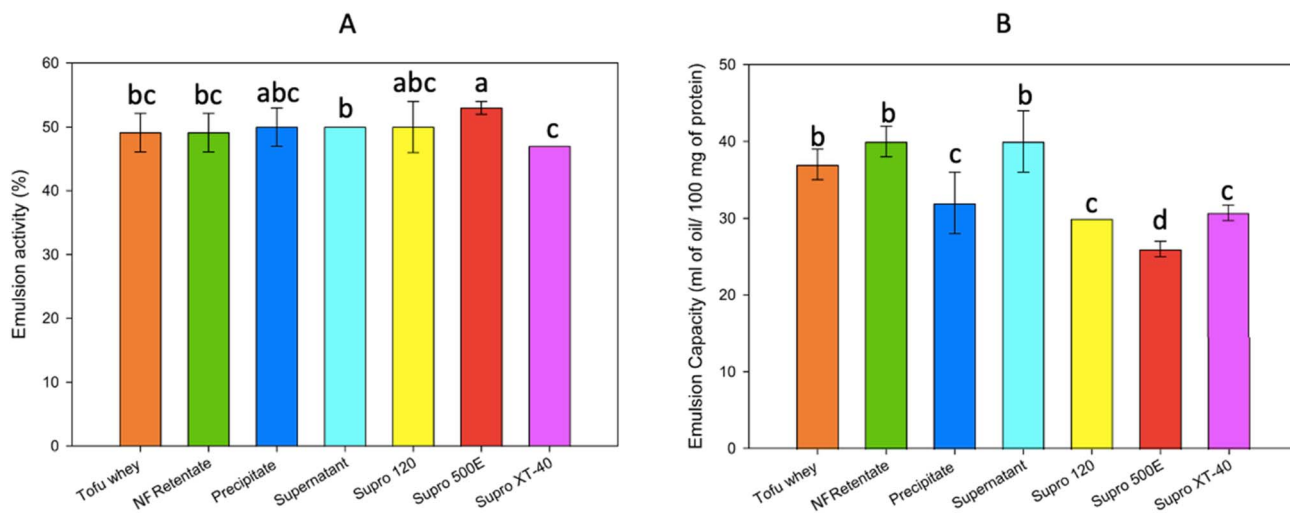 A
Emulsion activity (%)
60
50
40
30
20
10
0
bc
bc
abc
b
abc
a
c
Tofu whey
NF Retentate
Precipitate
Supernatant
Supro 120
Supro 500E
Supro XT-40
B
Emulsion Capacity (ml of oil/ 100 mg of protein)
50
40
30
20
10
0
b
b
c
b
c
d
c
Tofu whey
NF Retentate
Precipitate
Supernatant
Supro 120
Supro 500E
Supro XT-40